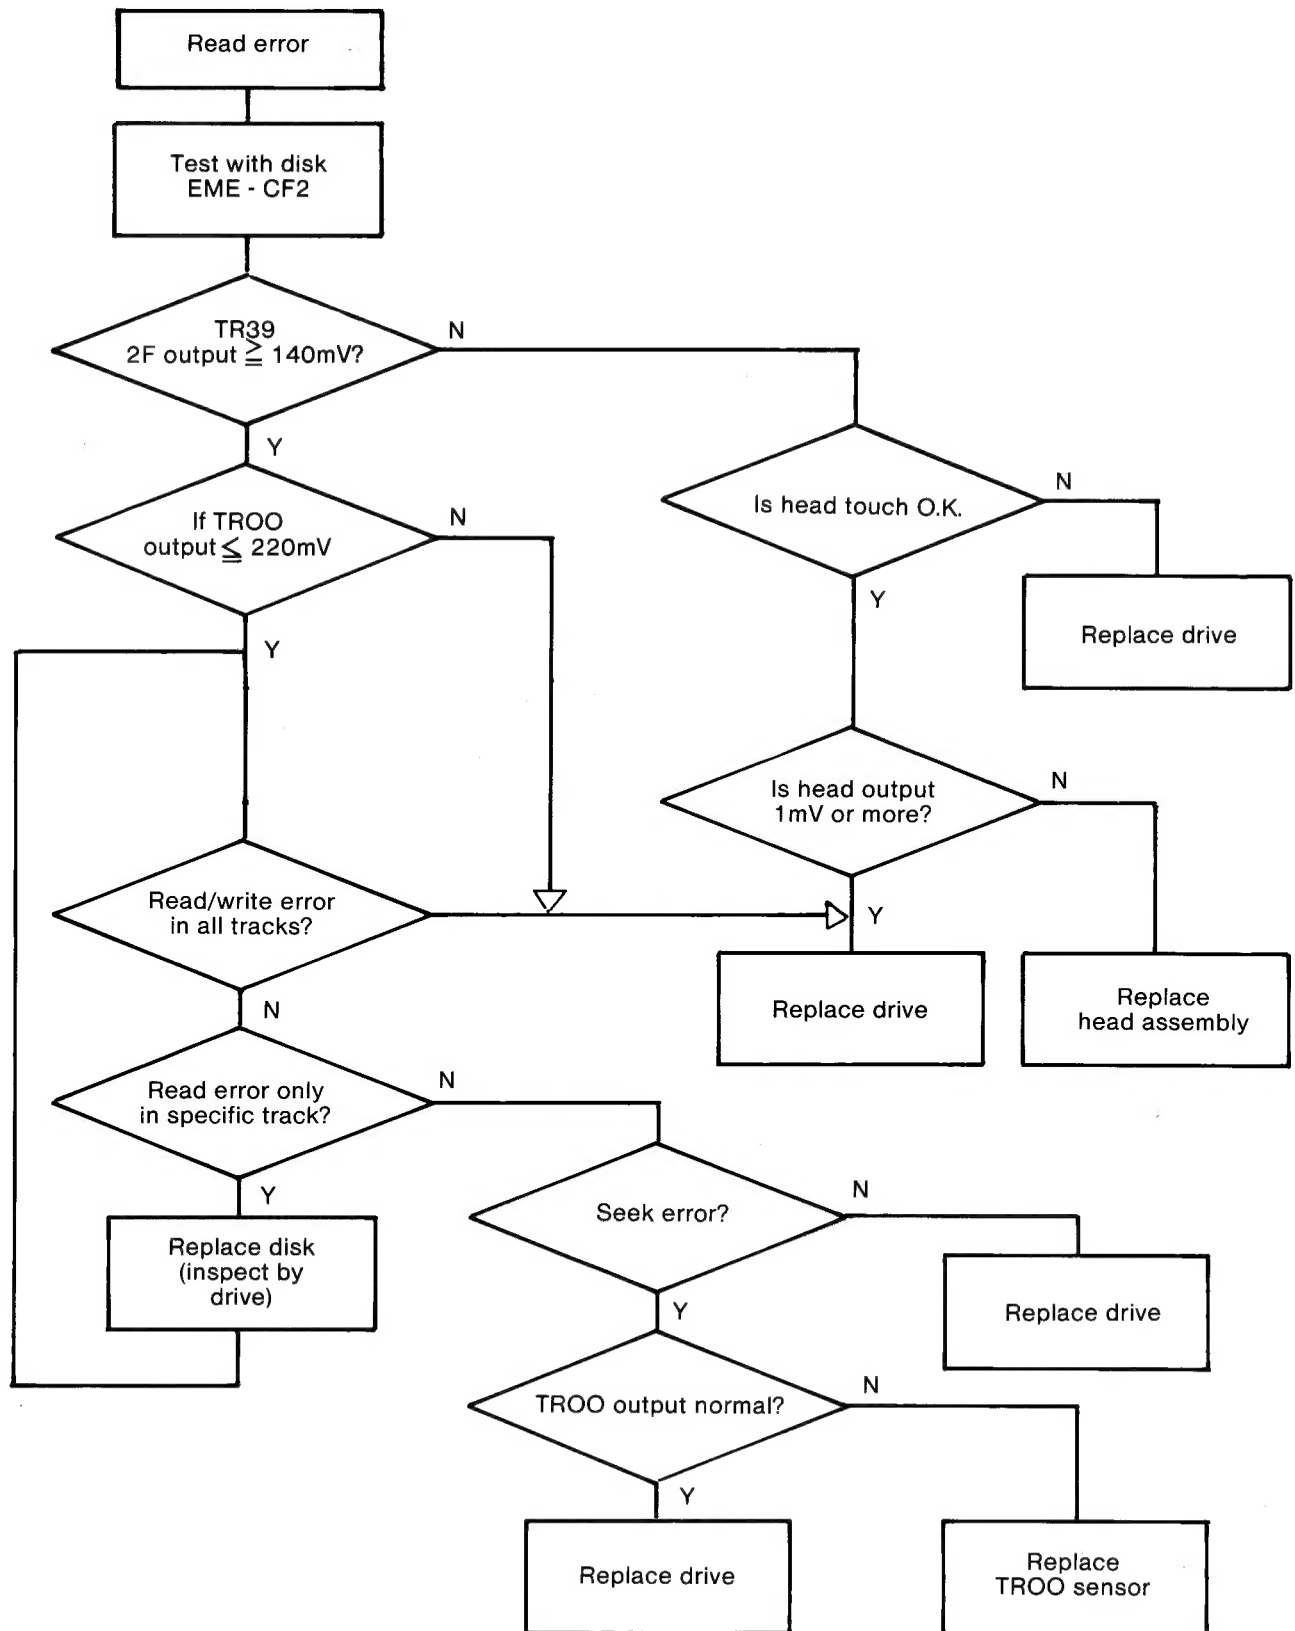 Read error
Test with disk
EME - CF2
TR39
2F output ≧ 140mV?
N
Y
If TROO
output ≦ 220mV
N
Y
Is head touch O.K.
N
Y
Replace drive
Is head output
1mV or more?
N
Y
Read/write error
in all tracks?
N
Replace drive
Replace
head assembly
Read error only
in specific track?
N
Y
Replace disk
(inspect by
drive)
Seek error?
N
Y
Replace drive
TROO output normal?
N
Y
Replace drive
Replace
TROO sensor